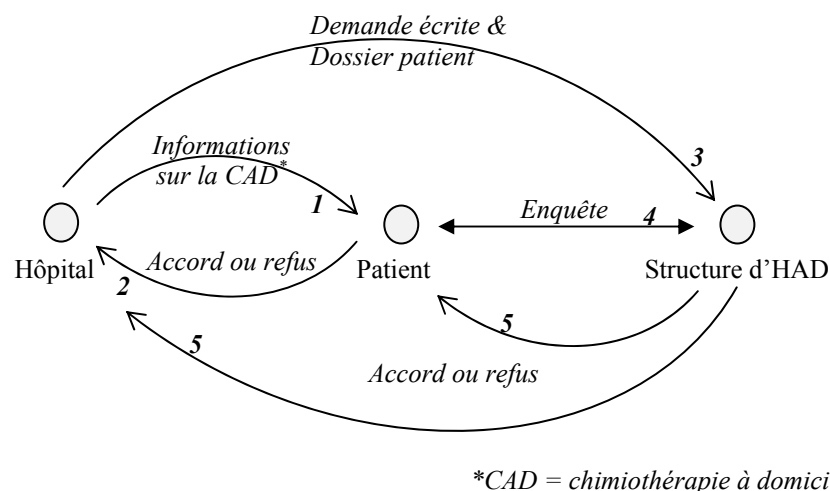 Demande écrite &
Dossier patient
Informations
sur la CAD*
3
1
Enquête
4
Hôpital
Accord ou refus
Patient
Structure d'HAD
2
5
5
Accord ou refus
*CAD = chimiothérapie à domici